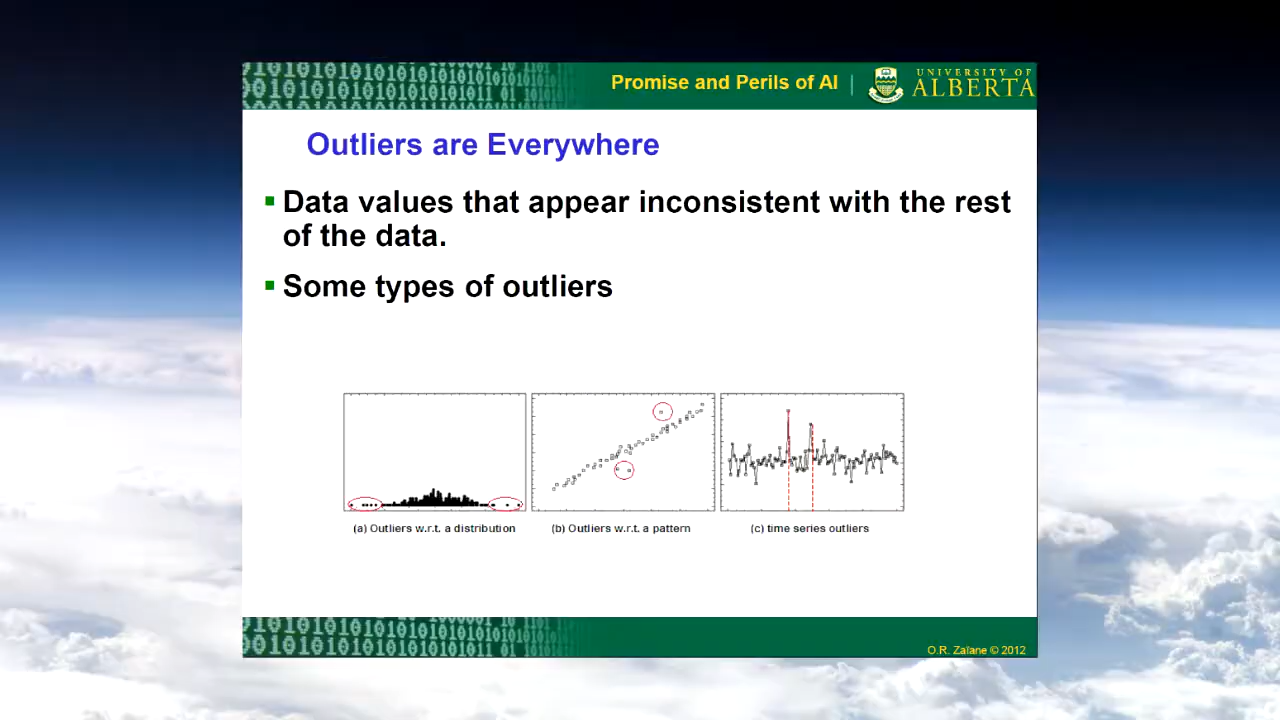 Promise and Perils of AI
UNIVERSITY OF
ALBERTA
Outliers are Everywhere
Data values that appear inconsistent with the rest
of the data.
Some types of outliers
(a) Outliers w.r.t. a distribution
(b) Outliers w.r.t. a pattern
(c) time series outliers
O.R. Zaïane © 2012